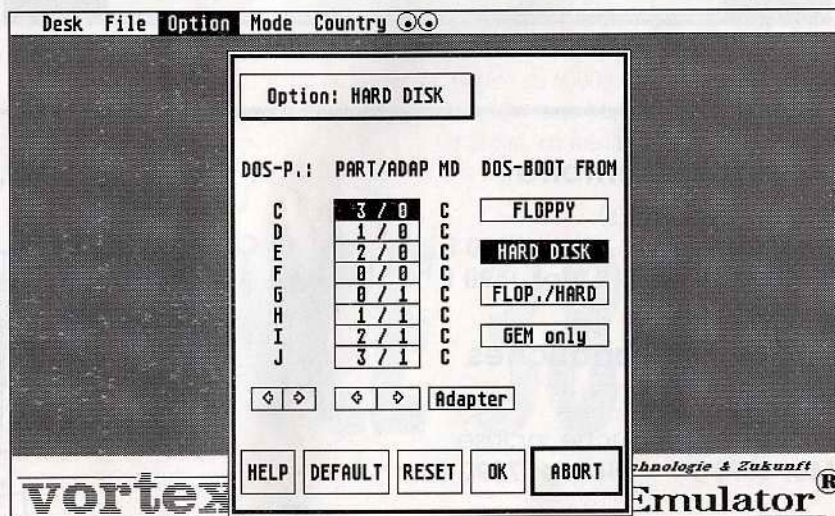 Desk File Option Mode Country
Option: HARD DISK
DOS-P.: PART/ADAP MD DOS-BOOT FROM
C 3 / 0 C FLOPPY
D 1 / 0 C
E 2 / 0 C HARD DISK
F 0 / 0 C
G 0 / 1 C FLOP./HARD
H 1 / 1 C
I 2 / 1 C GEM only
J 3 / 1 C
Adapter
HELP DEFAULT RESET OK ABORT
& Zukunft
vortex Emulator®